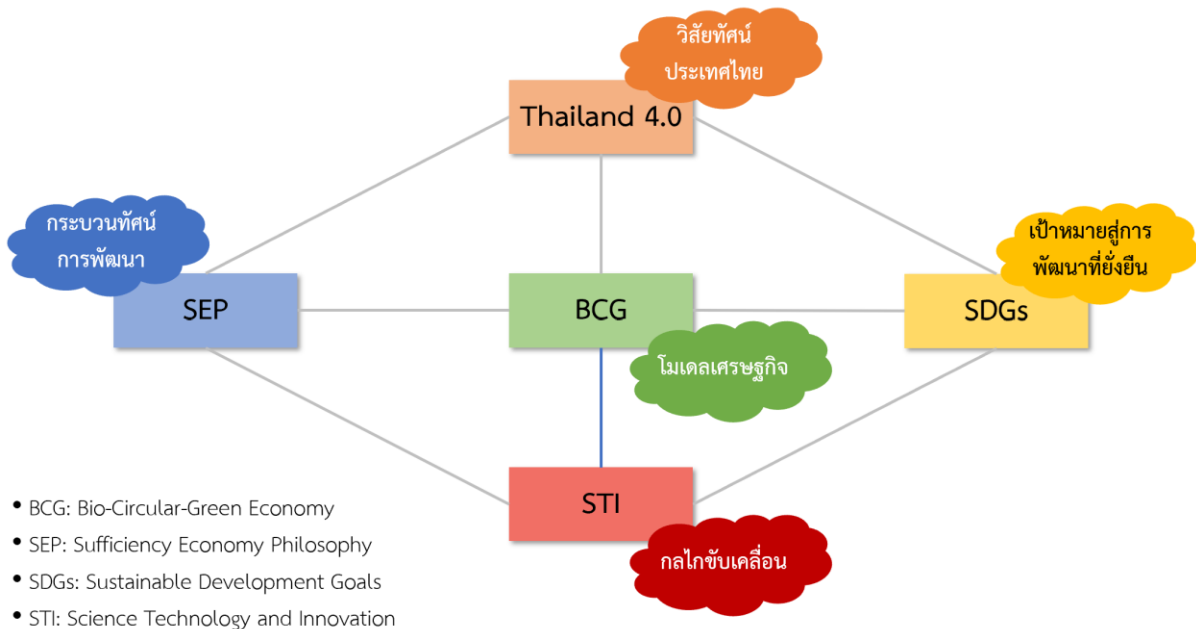 วิสัยทัศน์
ประเทศไทย
Thailand 4.0
กระบวนทัศน์
การพัฒนา
เป้าหมายสู่การ
พัฒนาที่ยั่งยืน
SEP
BCG
SDGs
โมเดลเศรษฐกิจ
STI
กลไกขับเคลื่อน
• BCG: Bio-Circular-Green Economy
• SEP: Sufficiency Economy Philosophy
• SDGs: Sustainable Development Goals
• STI: Science Technology and Innovation